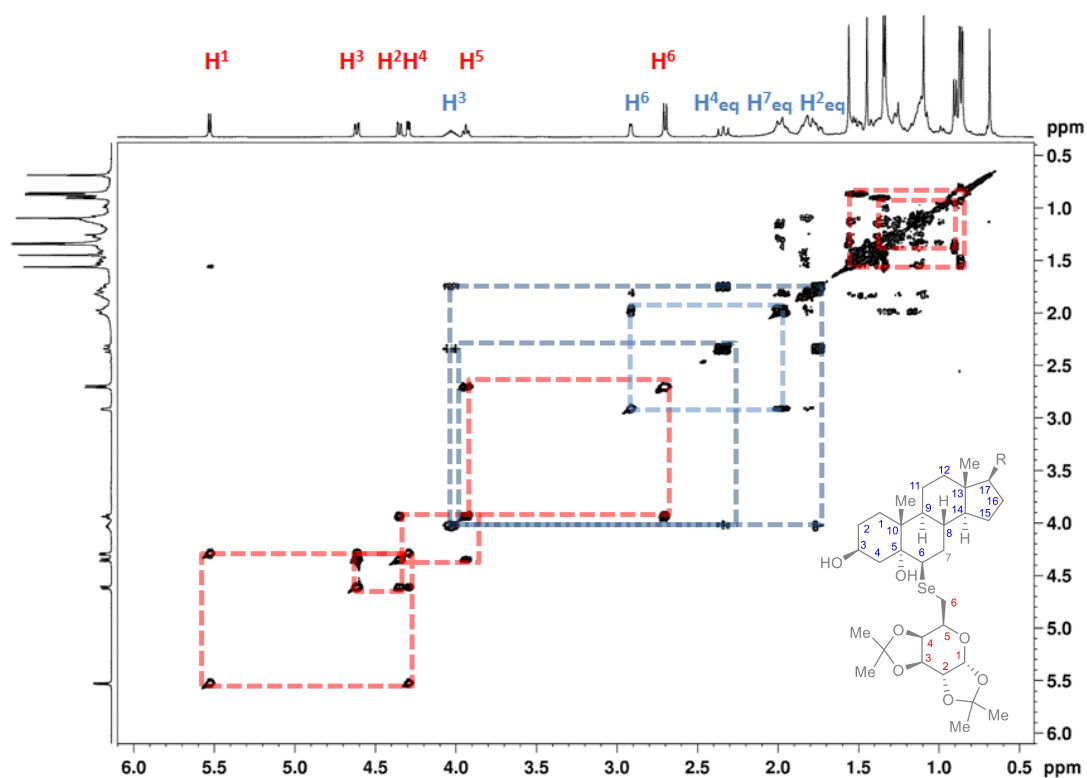 H¹ H³ H² H⁴ H⁵ H⁶
H³ H⁶ H⁴eq H⁷eq H²eq
ppm
0.5
1.0
1.5
2.0
2.5
3.0
3.5
4.0
4.5
5.0
5.5
6.0
R
12 Me
11 13 17
Me H 16
1 9 14 15
2 10 8
H H
3 4 5 6 7
HO OH
Se
6
Me O 5 O
4
Me O 3 2 1
O O
Me Me
6.0 5.5 5.0 4.5 4.0 3.5 3.0 2.5 2.0 1.5 1.0 0.5 ppm